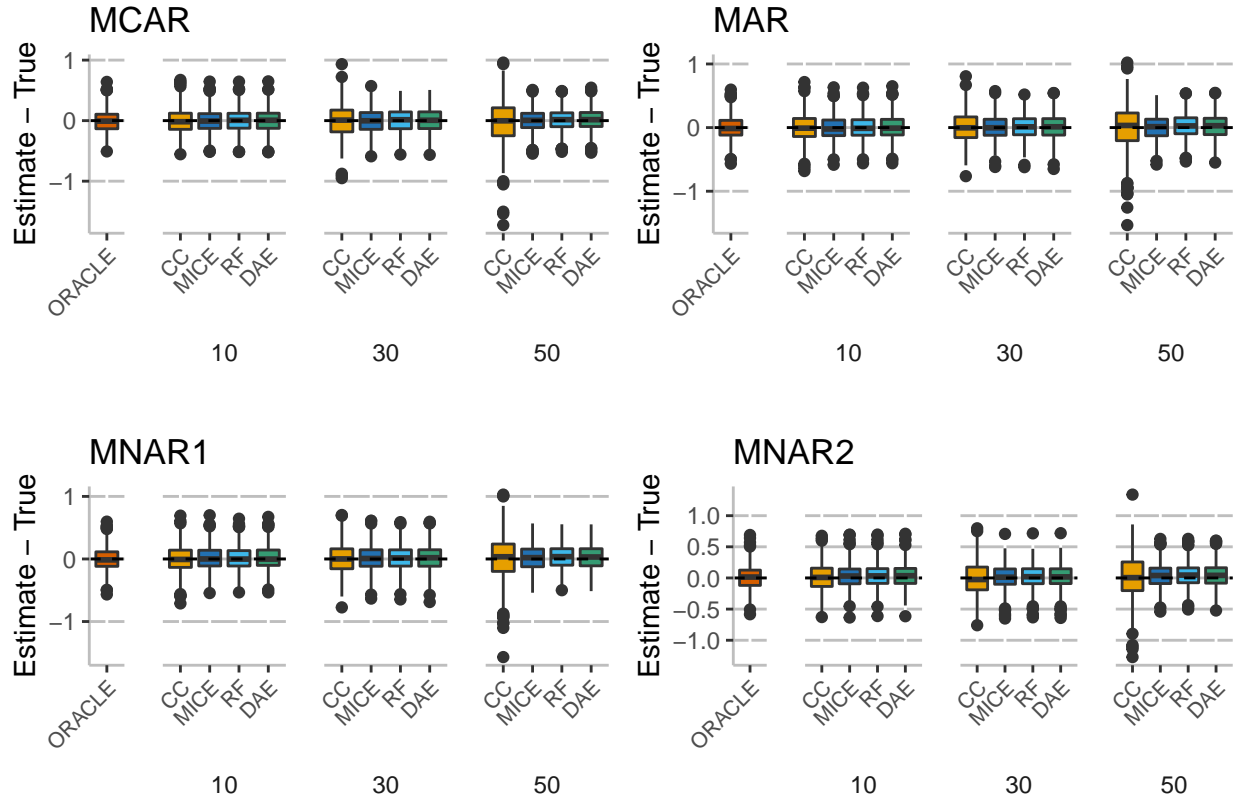 MCAR
Estimate − True
1
0
−1
ORACLE
CC
MICE
RF
DAE
CC
MICE
RF
DAE
CC
MICE
RF
DAE
10
30
50
MAR
Estimate − True
1
0
−1
ORACLE
CC
MICE
RF
DAE
CC
MICE
RF
DAE
CC
MICE
RF
DAE
10
30
50
MNAR1
Estimate − True
1
0
−1
ORACLE
CC
MICE
RF
DAE
CC
MICE
RF
DAE
CC
MICE
RF
DAE
10
30
50
MNAR2
Estimate − True
1.0
0.5
0.0
−0.5
−1.0
ORACLE
CC
MICE
RF
DAE
CC
MICE
RF
DAE
CC
MICE
RF
DAE
10
30
50